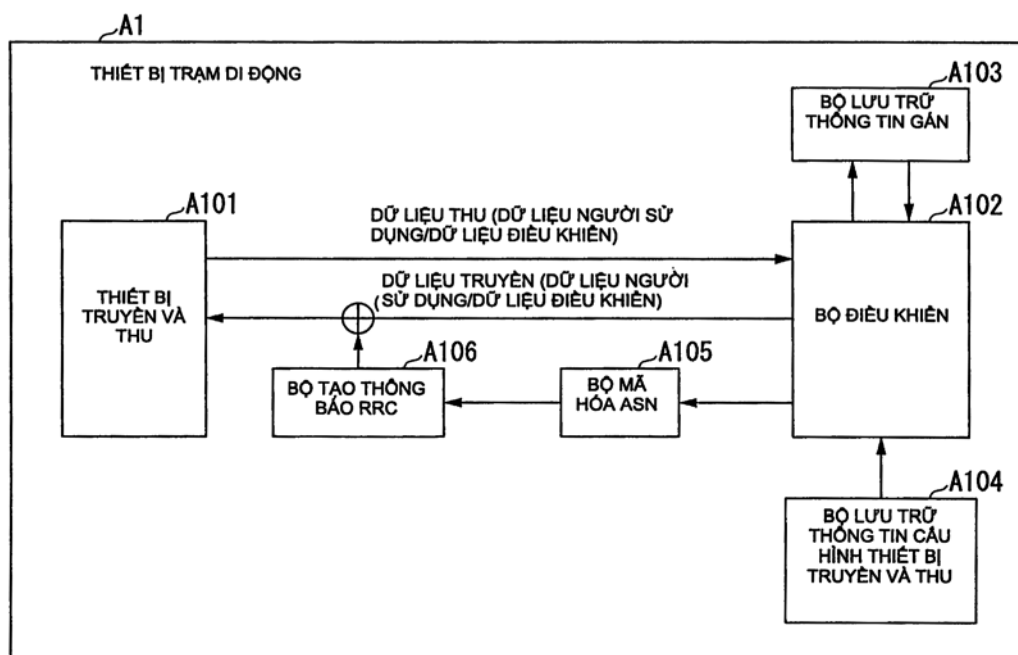 A1
THIẾT BỊ TRẠM DI ĐỘNG
A103
BỘ LƯU TRỮ
THÔNG TIN GÁN
A101
THIẾT BỊ
TRUYỀN VÀ
THU
DỮ LIỆU THU (DỮ LIỆU NGƯỜI SỬ
DỤNG/DỮ LIỆU ĐIỀU KHIỂN)
DỮ LIỆU TRUYỀN (DỮ LIỆU NGƯỜI
(SỬ DỤNG/DỮ LIỆU ĐIỀU KHIỂN)
A102
BỘ ĐIỀU KHIỂN
A106
BỘ TẠO THÔNG
BÁO RRC
A105
BỘ MÃ
HÓA ASN
A104
BỘ LƯU TRỮ
THÔNG TIN CẤU
HÌNH THIẾT BỊ
TRUYỀN VÀ THU